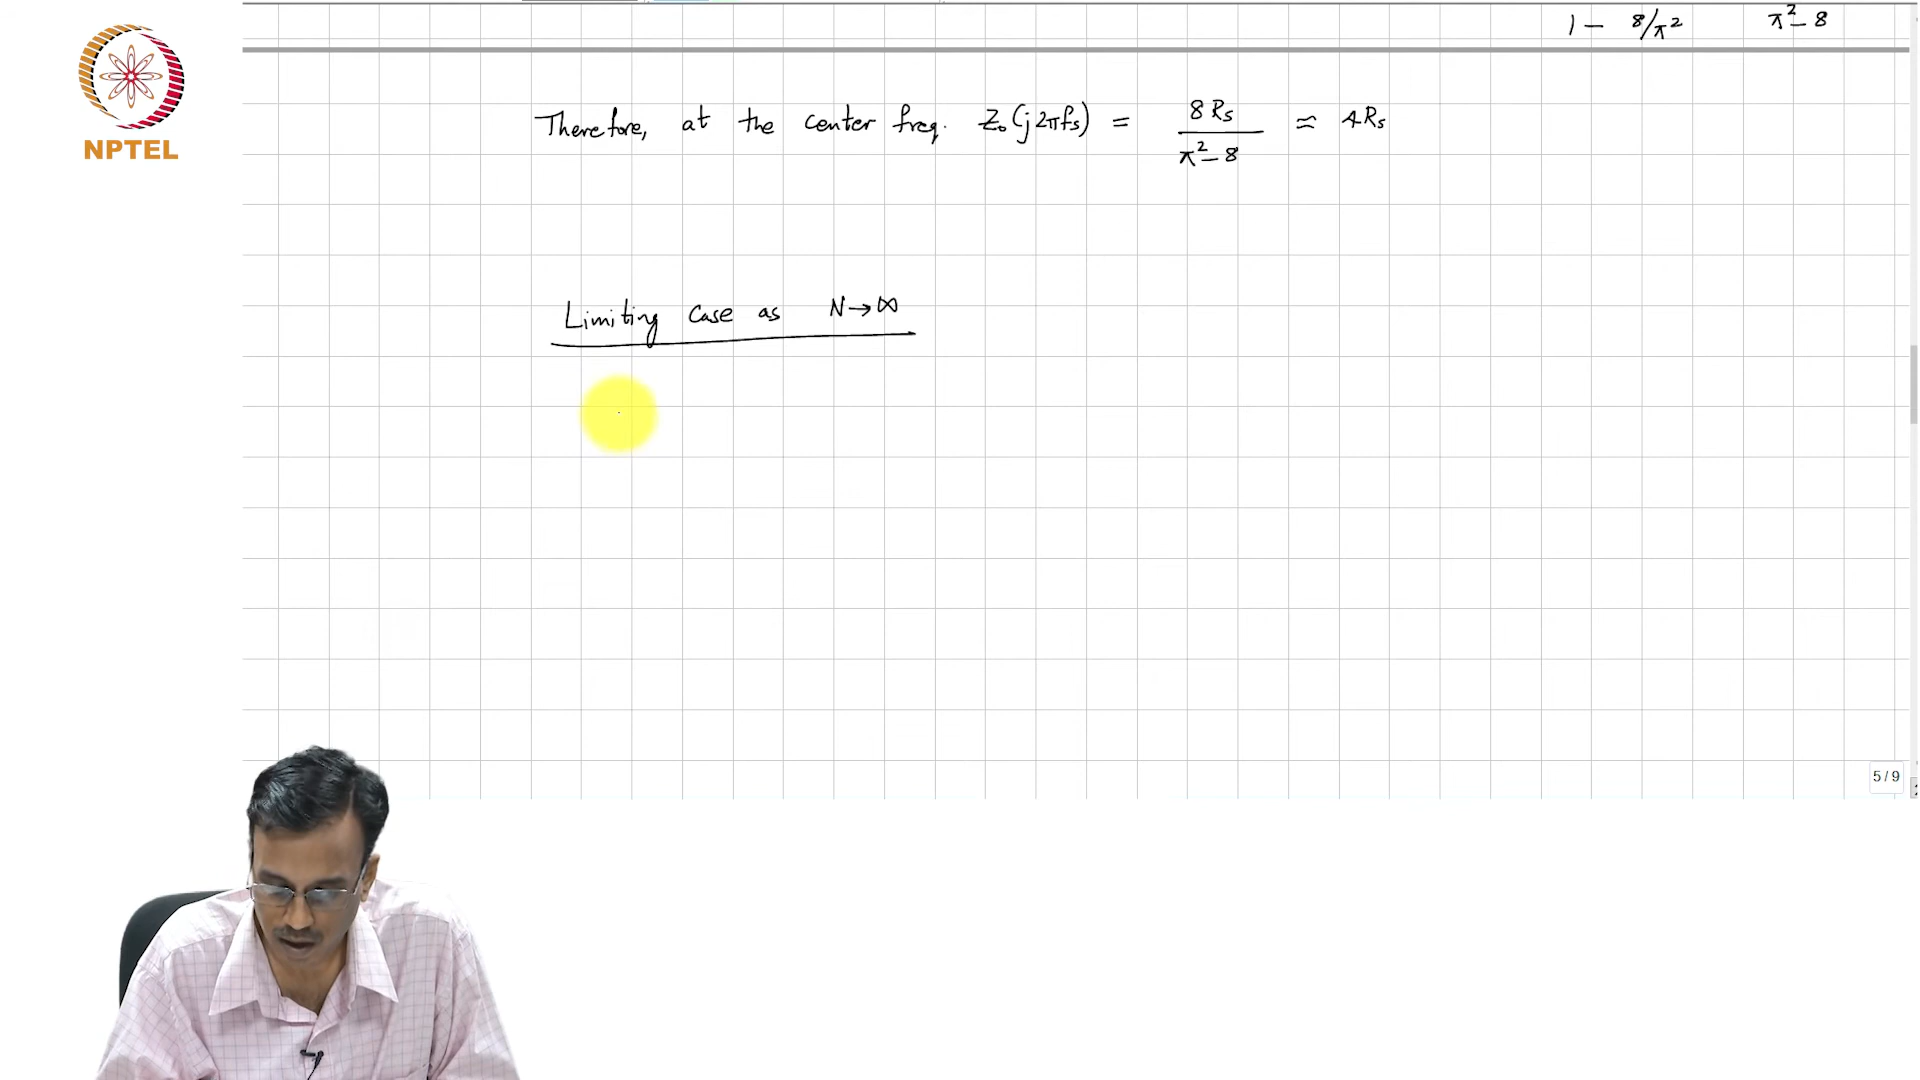 1 - 8/π² π² - 8
NPTEL
Therefore, at the center freq. Z₀(j2πfₛ) = 8Rₛ / π² - 8 ≈ 4Rₛ
Limiting Case as N→∞
5/9